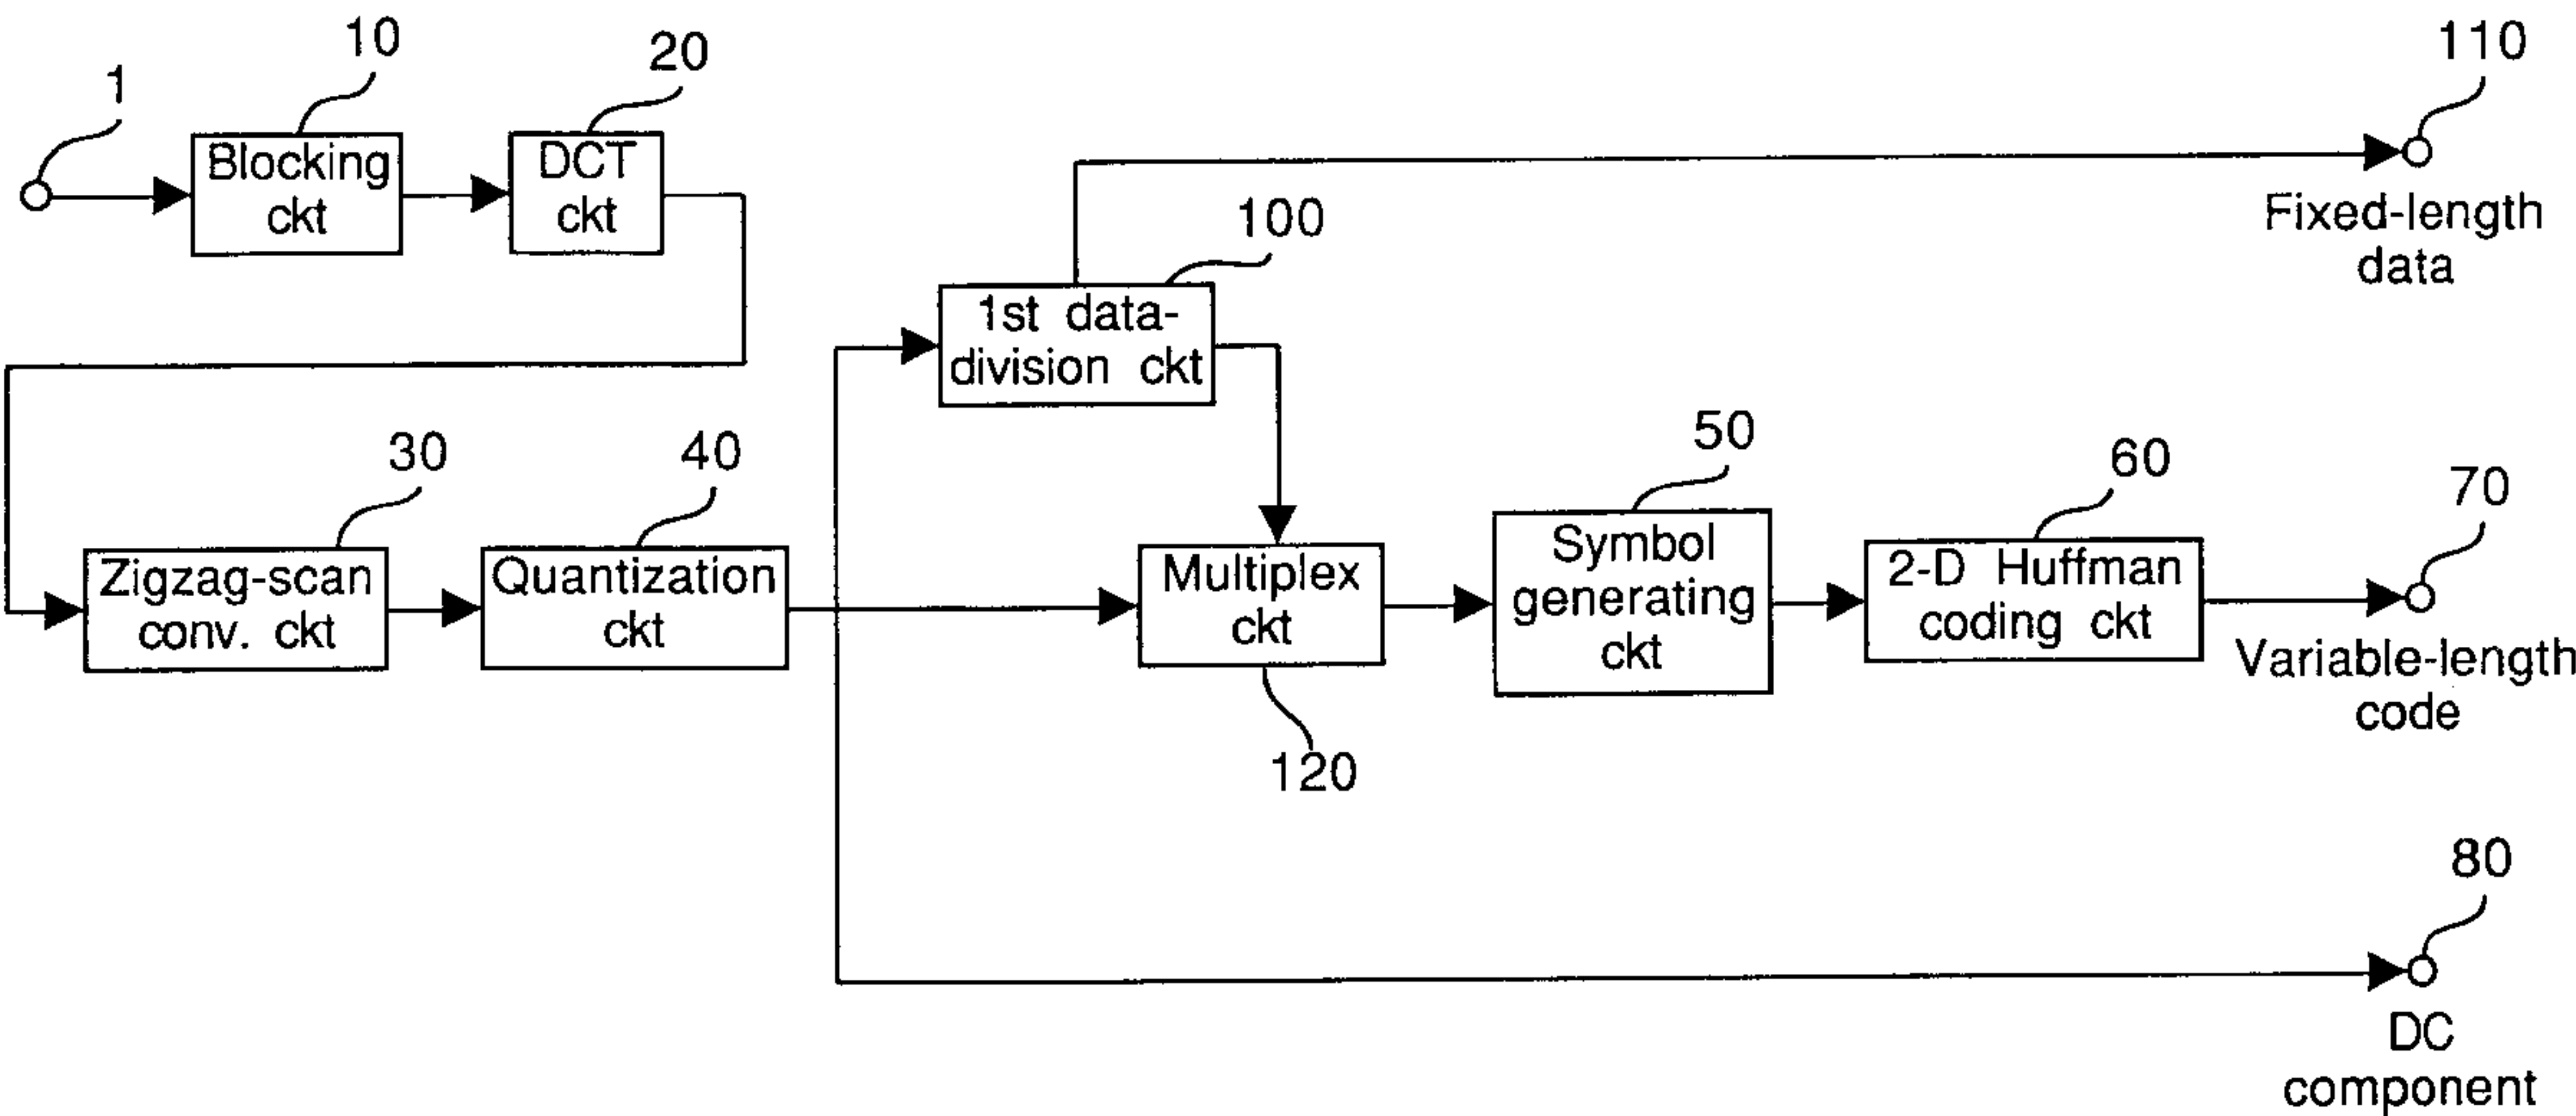 1
10
20
110
Blocking
ckt
DCT
ckt
100
Fixed-length
data
1st data-
division ckt
30
40
50
60
70
Zigzag-scan
conv. ckt
Quantization
ckt
Multiplex
ckt
Symbol
generating
ckt
2-D Huffman
coding ckt
Variable-length
code
120
80
DC
component